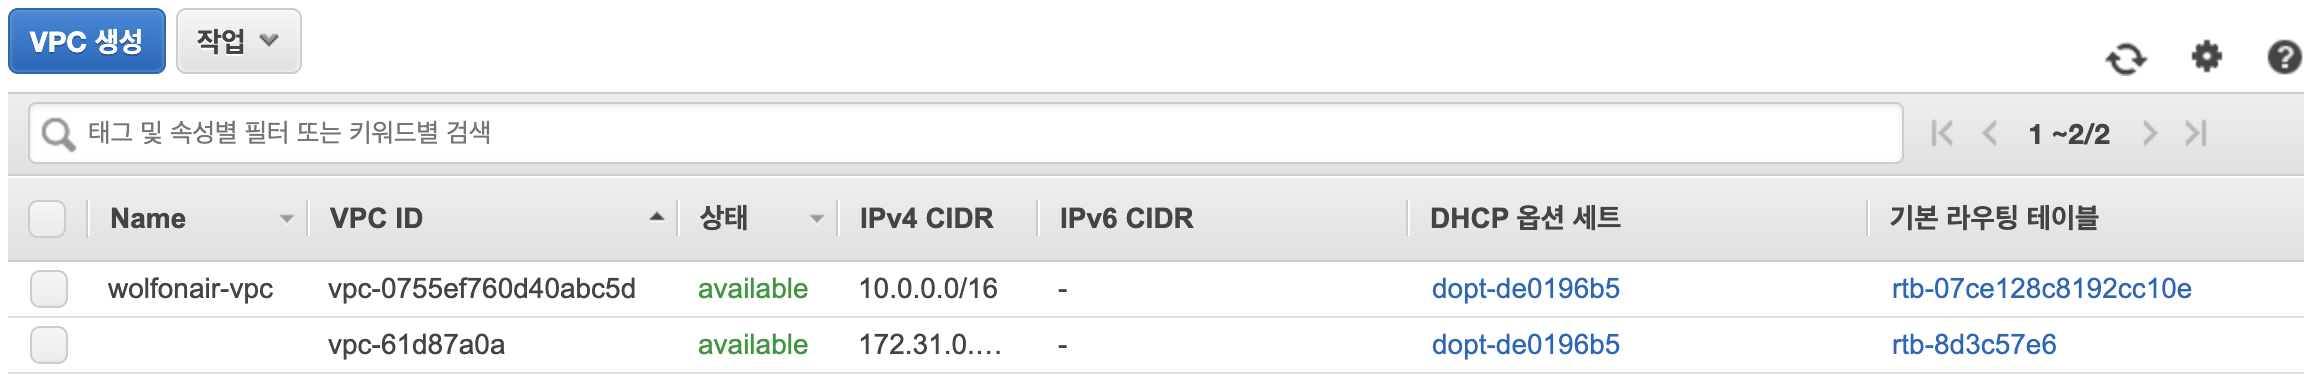 VPC 생성 작업
태그 및 속성별 필터 또는 키워드별 검색 1 ~2/2
Name VPC ID 상태 IPv4 CIDR IPv6 CIDR DHCP 옵션 세트 기본 라우팅 테이블
wolfonair-vpc vpc-0755ef760d40abc5d available 10.0.0.0/16 - dopt-de0196b5 rtb-07ce128c8192cc10e
vpc-61d87a0a available 172.31.0.… - dopt-de0196b5 rtb-8d3c57e6